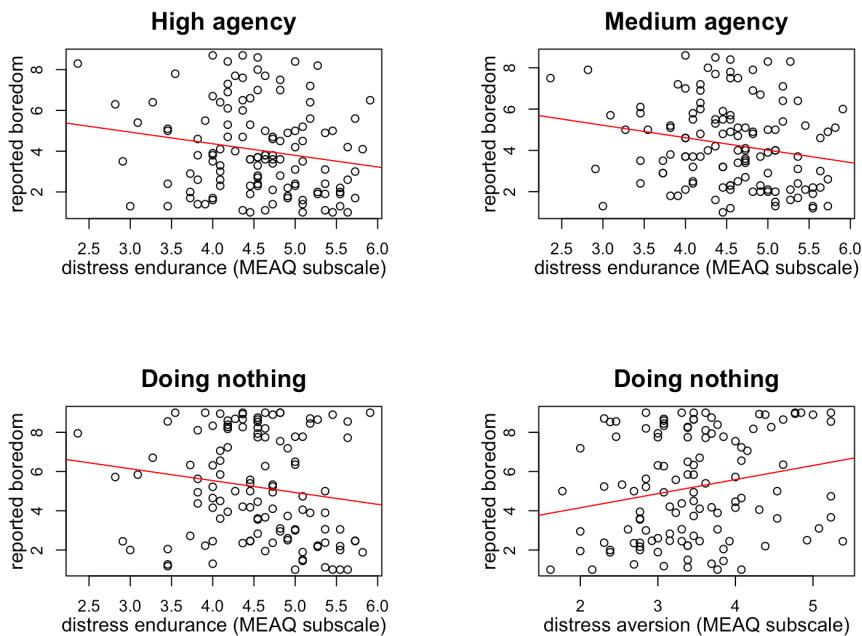 High agency
Medium agency
reported boredom
8
6
4
2
2.5 3.0 3.5 4.0 4.5 5.0 5.5 6.0
distress endurance (MEAQ subscale)
reported boredom
8
6
4
2
2.5 3.0 3.5 4.0 4.5 5.0 5.5 6.0
distress endurance (MEAQ subscale)
Doing nothing
Doing nothing
reported boredom
8
6
4
2
2.5 3.0 3.5 4.0 4.5 5.0 5.5 6.0
distress endurance (MEAQ subscale)
reported boredom
8
6
4
2
2 3 4 5
distress aversion (MEAQ subscale)